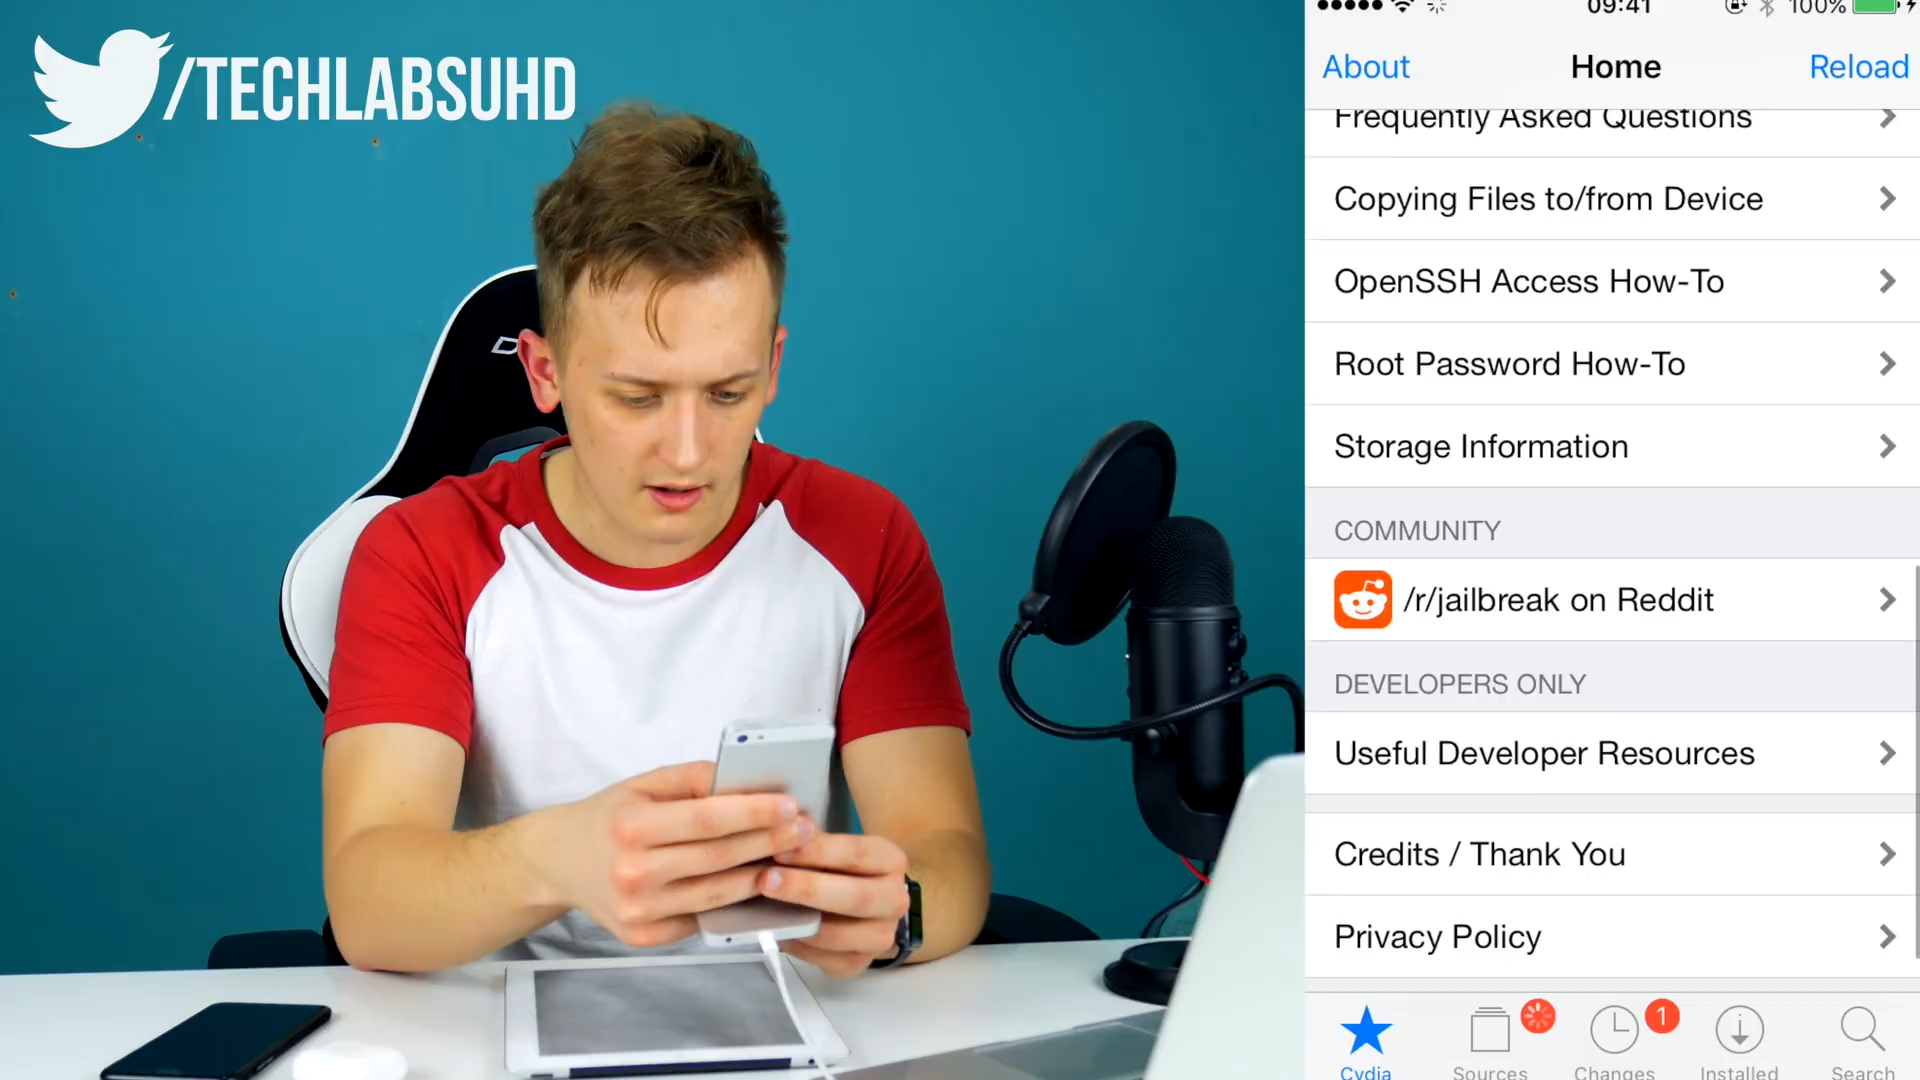 /TECHLABSUHD
09:41
100%
About
Home
Reload
Frequently Asked Questions
Copying Files to/from Device
OpenSSH Access How-To
Root Password How-To
Storage Information
COMMUNITY
/r/jailbreak on Reddit
DEVELOPERS ONLY
Useful Developer Resources
Credits / Thank You
Privacy Policy
1
Cydia
Sources
Changes
Installed
Search